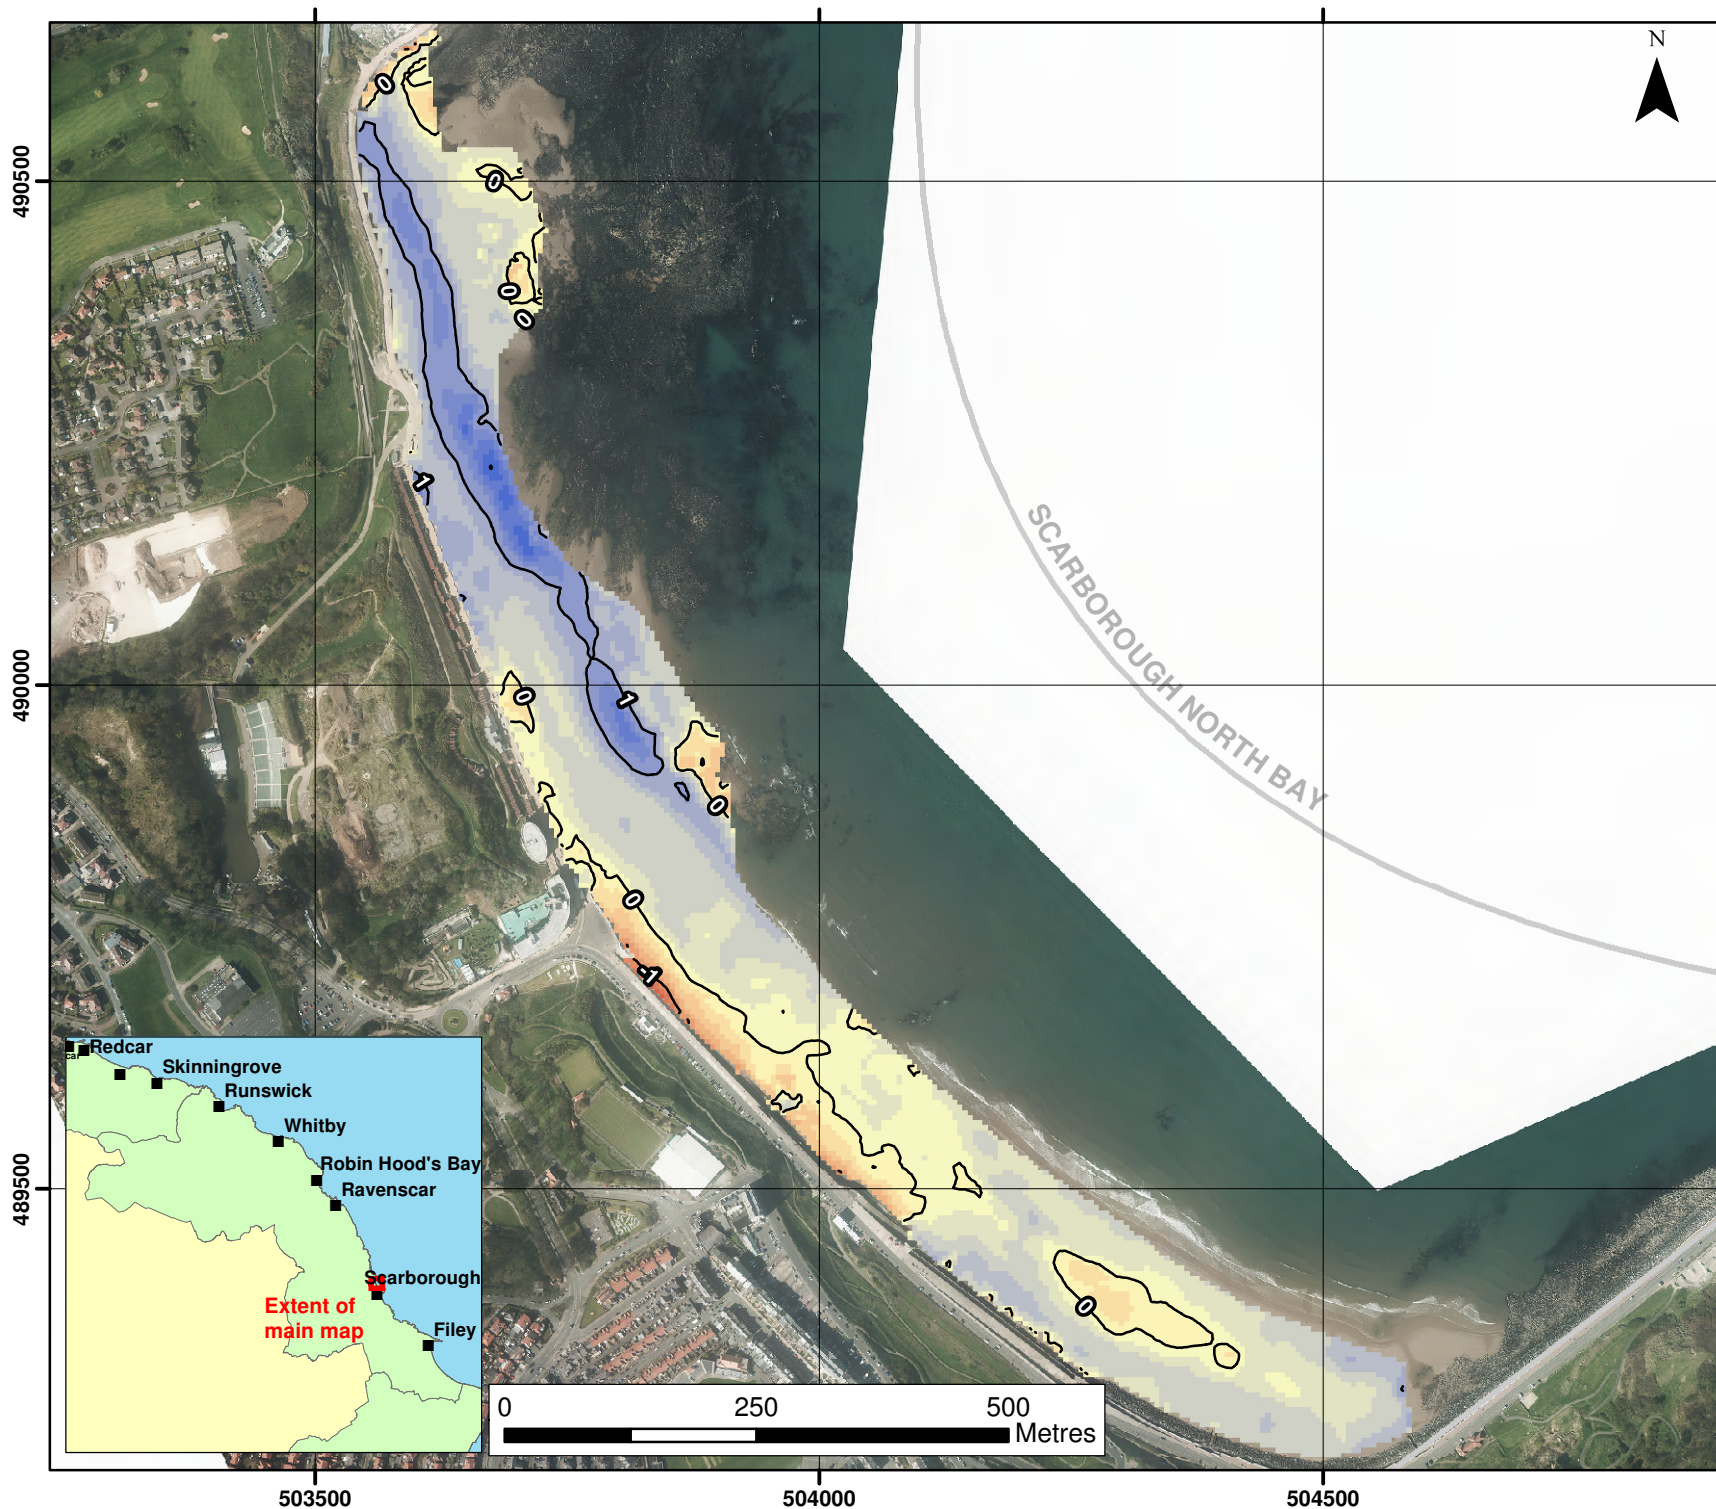 N
490500
490000
489500
0
0
0
0
1
0
1
0
0
-1
0
SCARBOROUGH NORTH BAY
car
Redcar
Skinningrove
Runswick
Whitby
Robin Hood's Bay
Ravenscar
Scarborough
Extent of
main map
Filey
0 250 500
Metres
503500 504000 504500